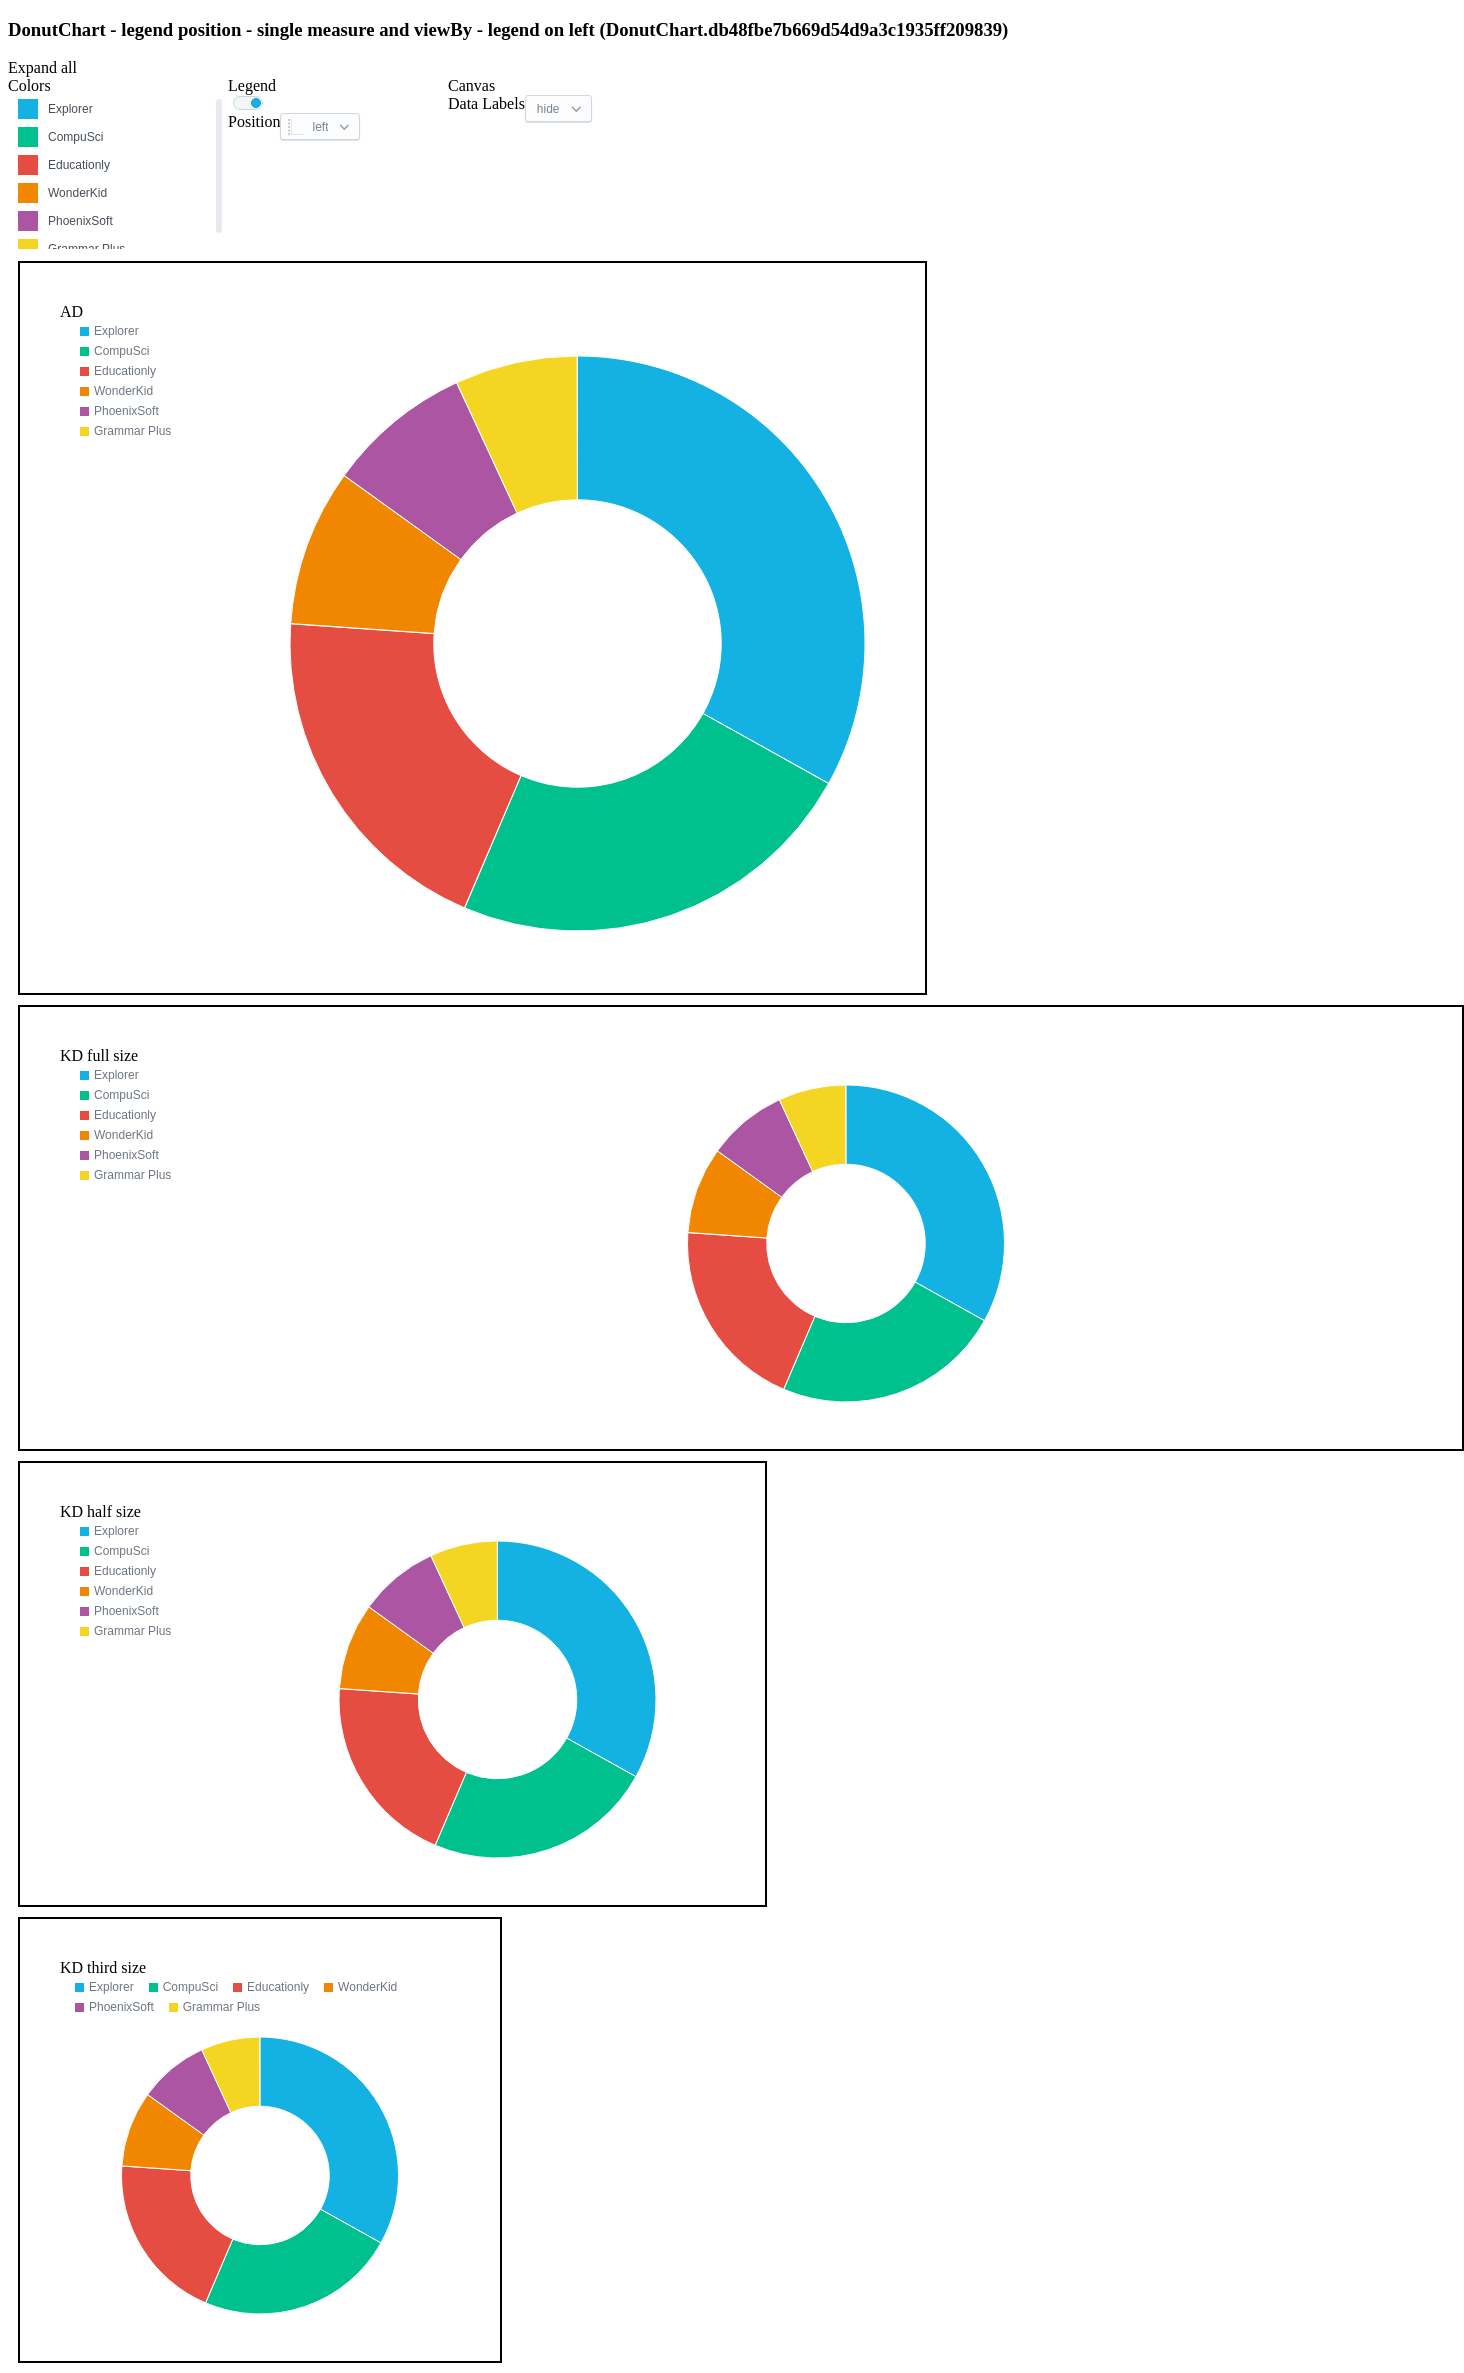 DonutChart - legend position - single measure and viewBy - legend on left (DonutChart.db48fbe7b669d54d9a3c1935ff209839)
Expand all
Colors
Explorer
CompuSci
Educationly
WonderKid
PhoenixSoft
Grammar Plus
Legend
Position left
Canvas
Data Labels hide
AD
Explorer
CompuSci
Educationly
WonderKid
PhoenixSoft
Grammar Plus
KD full size
Explorer
CompuSci
Educationly
WonderKid
PhoenixSoft
Grammar Plus
KD half size
Explorer
CompuSci
Educationly
WonderKid
PhoenixSoft
Grammar Plus
KD third size
Explorer CompuSci Educationly WonderKid
PhoenixSoft Grammar Plus